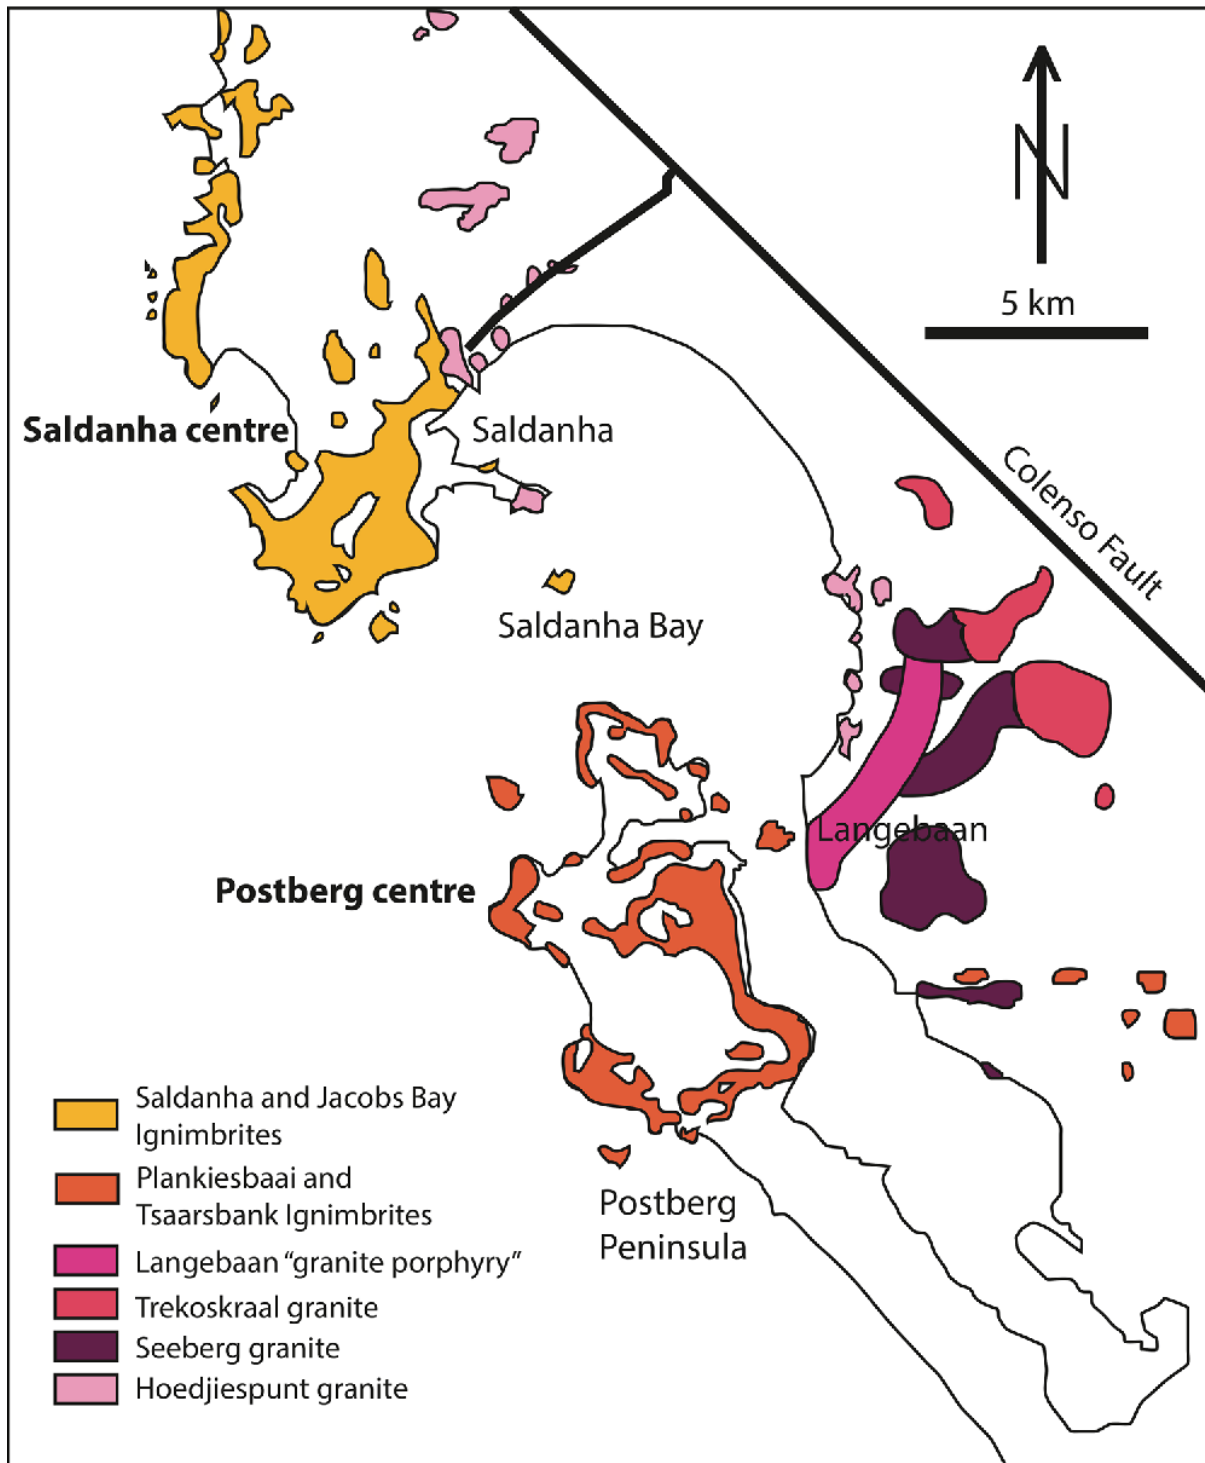 N
5 km
Saldanha centre
Saldanha
Colenso Fault
Saldanha Bay
Langebaan
Postberg centre
Saldanha and Jacobs Bay
Ignimbrites
Plankiesbaai and
Tsaarsbank Ignimbrites
Postberg
Peninsula
Langebaan “granite porphyry”
Trekoskraal granite
Seeberg granite
Hoedjiespunt granite